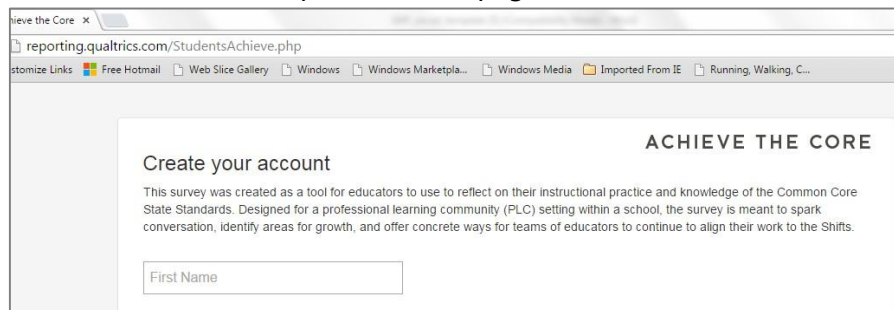 nieve the Core ×
reporting.qualtrics.com/StudentsAchieve.php
stomize Links Free Hotmail Web Slice Gallery Windows Windows Marketpla... Windows Media Imported From IE Running, Walking, C...
ACHIEVE THE CORE
Create your account
This survey was created as a tool for educators to use to reflect on their instructional practice and knowledge of the Common Core
State Standards. Designed for a professional learning community (PLC) setting within a school, the survey is meant to spark
conversation, identify areas for growth, and offer concrete ways for teams of educators to continue to align their work to the Shifts.
First Name